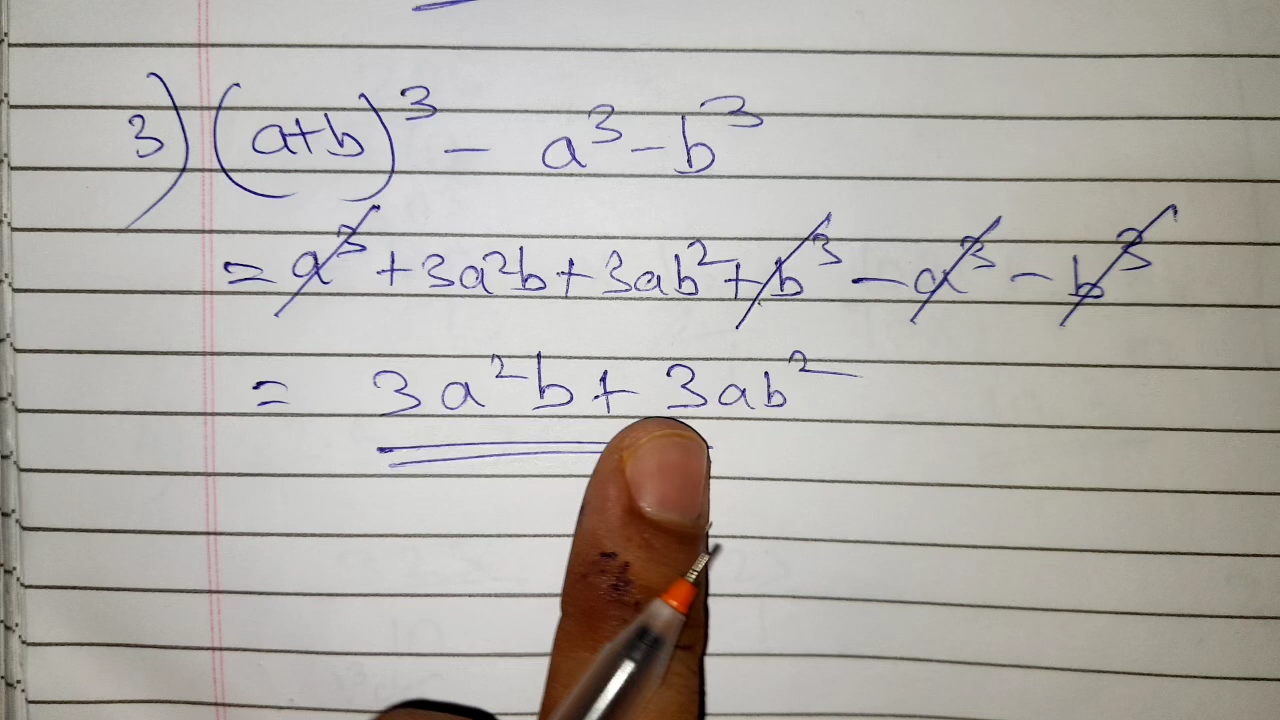 3) (a+b)³ - a³ - b³
= a³ + 3a²b + 3ab² + b³ - a³ - b³
= 3a²b + 3ab²